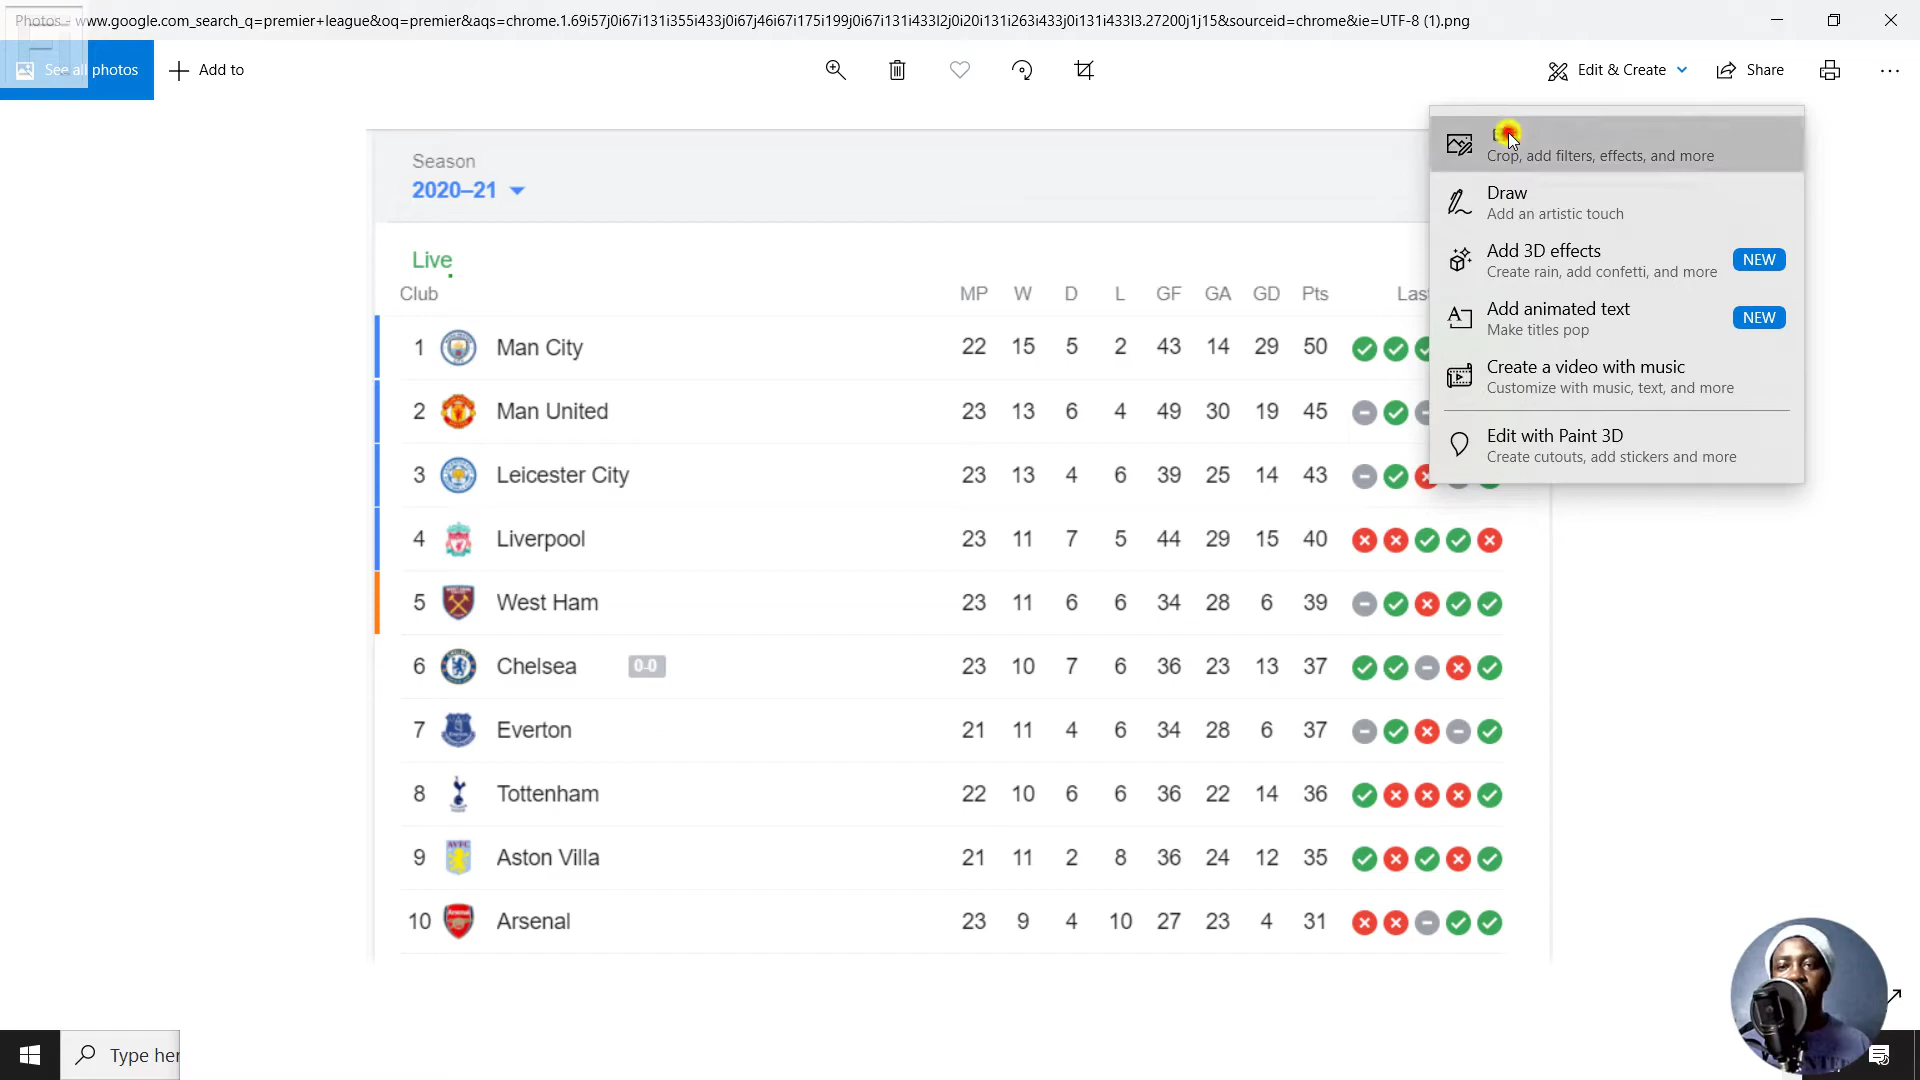 Photos - www.google.com_search_q=premier+league&oq=premier&aqs=chrome.1.69i57j0i67i131i355i433j0i67j46i67i175i199j0i67i131i433l2j0i20i131i263i433j0i131i433l3.27200j1j15&sourceid=chrome&ie=UTF-8 (1).png
See all photos
Add to
Edit & Create
Share
Crop, add filters, effects, and more
Draw
Add an artistic touch
Add 3D effects
Create rain, add confetti, and more
NEW
Add animated text
Make titles pop
NEW
Create a video with music
Customize with music, text, and more
Edit with Paint 3D
Create cutouts, add stickers and more
Season
2020–21
Live
Club MP W D L GF GA GD Pts
1 Man City 22 15 5 2 43 14 29 50
2 Man United 23 13 6 4 49 30 19 45
3 Leicester City 23 13 4 6 39 25 14 43
4 Liverpool 23 11 7 5 44 29 15 40
5 West Ham 23 11 6 6 34 28 6 39
6 Chelsea 0-0 23 10 7 6 36 23 13 37
7 Everton 21 11 4 6 34 28 6 37
8 Tottenham 22 10 6 6 36 22 14 36
9 Aston Villa 21 11 2 8 36 24 12 35
10 Arsenal 23 9 4 10 27 23 4 31
Type her